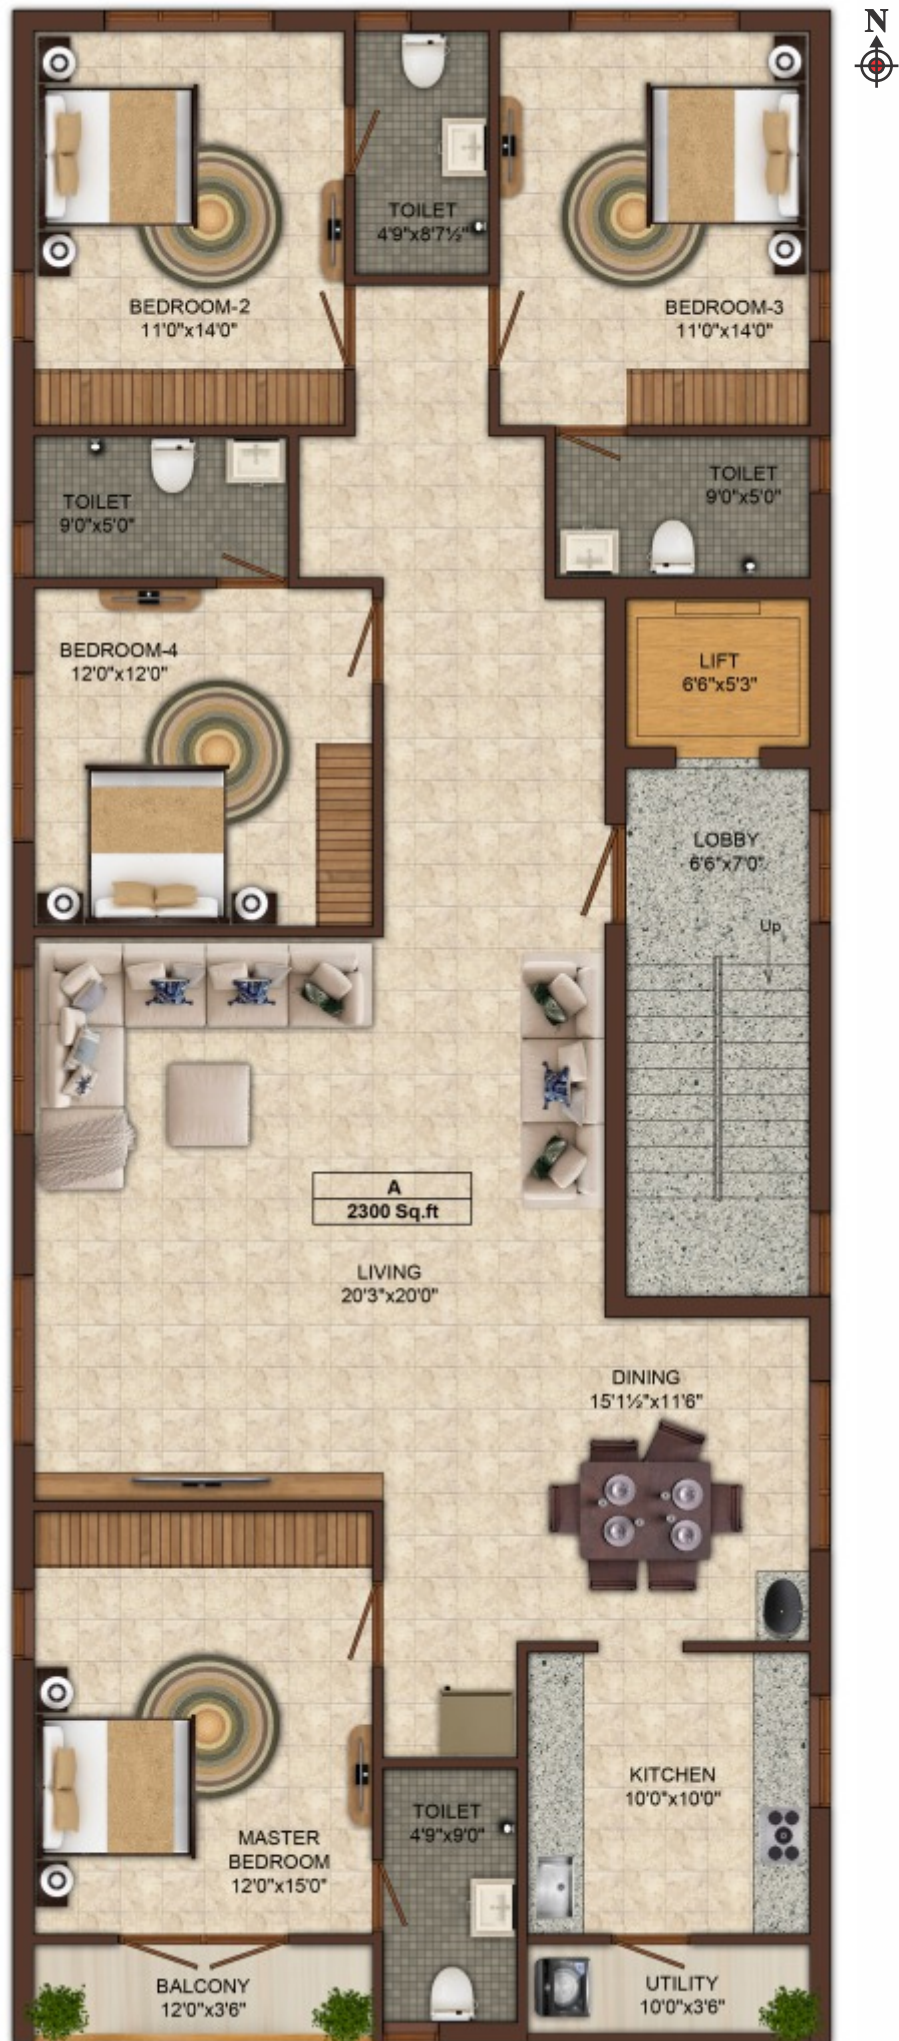 N
TOILET
4'9"x8'7½"
BEDROOM-2
11'0"x14'0"
BEDROOM-3
11'0"x14'0"
TOILET
9'0"x5'0"
TOILET
9'0"x5'0"
BEDROOM-4
12'0"x12'0"
LIFT
6'6"x5'3"
LOBBY
6'6"x7'0"
Up
A
2300 Sq.ft
LIVING
20'3"x20'0"
DINING
15'1½"x11'6"
KITCHEN
10'0"x10'0"
TOILET
4'9"x9'0"
MASTER
BEDROOM
12'0"x15'0"
BALCONY
12'0"x3'6"
UTILITY
10'0"x3'6"